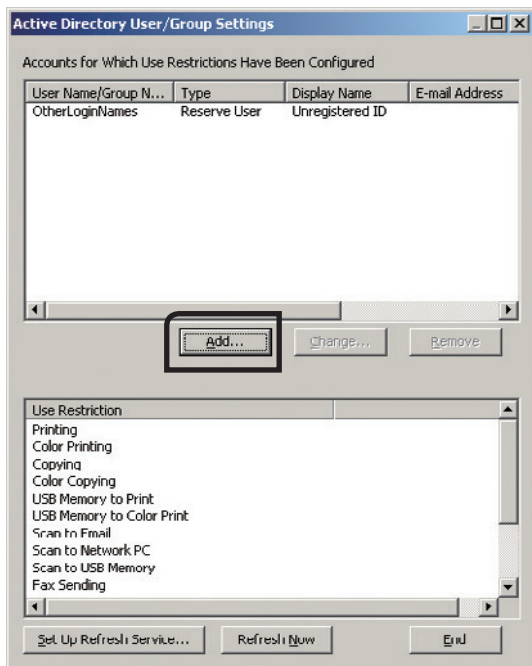 Active Directory User/Group Settings
Accounts for Which Use Restrictions Have Been Configured
User Name/Group N... Type Display Name E-mail Address
OtherLoginNames Reserve User Unregistered ID
Add... Change... Remove
Use Restriction
Printing
Color Printing
Copying
Color Copying
USB Memory to Print
USB Memory to Color Print
Scan to Email
Scan to Network PC
Scan to USB Memory
Fax Sending
Set Up Refresh Service... Refresh Now End